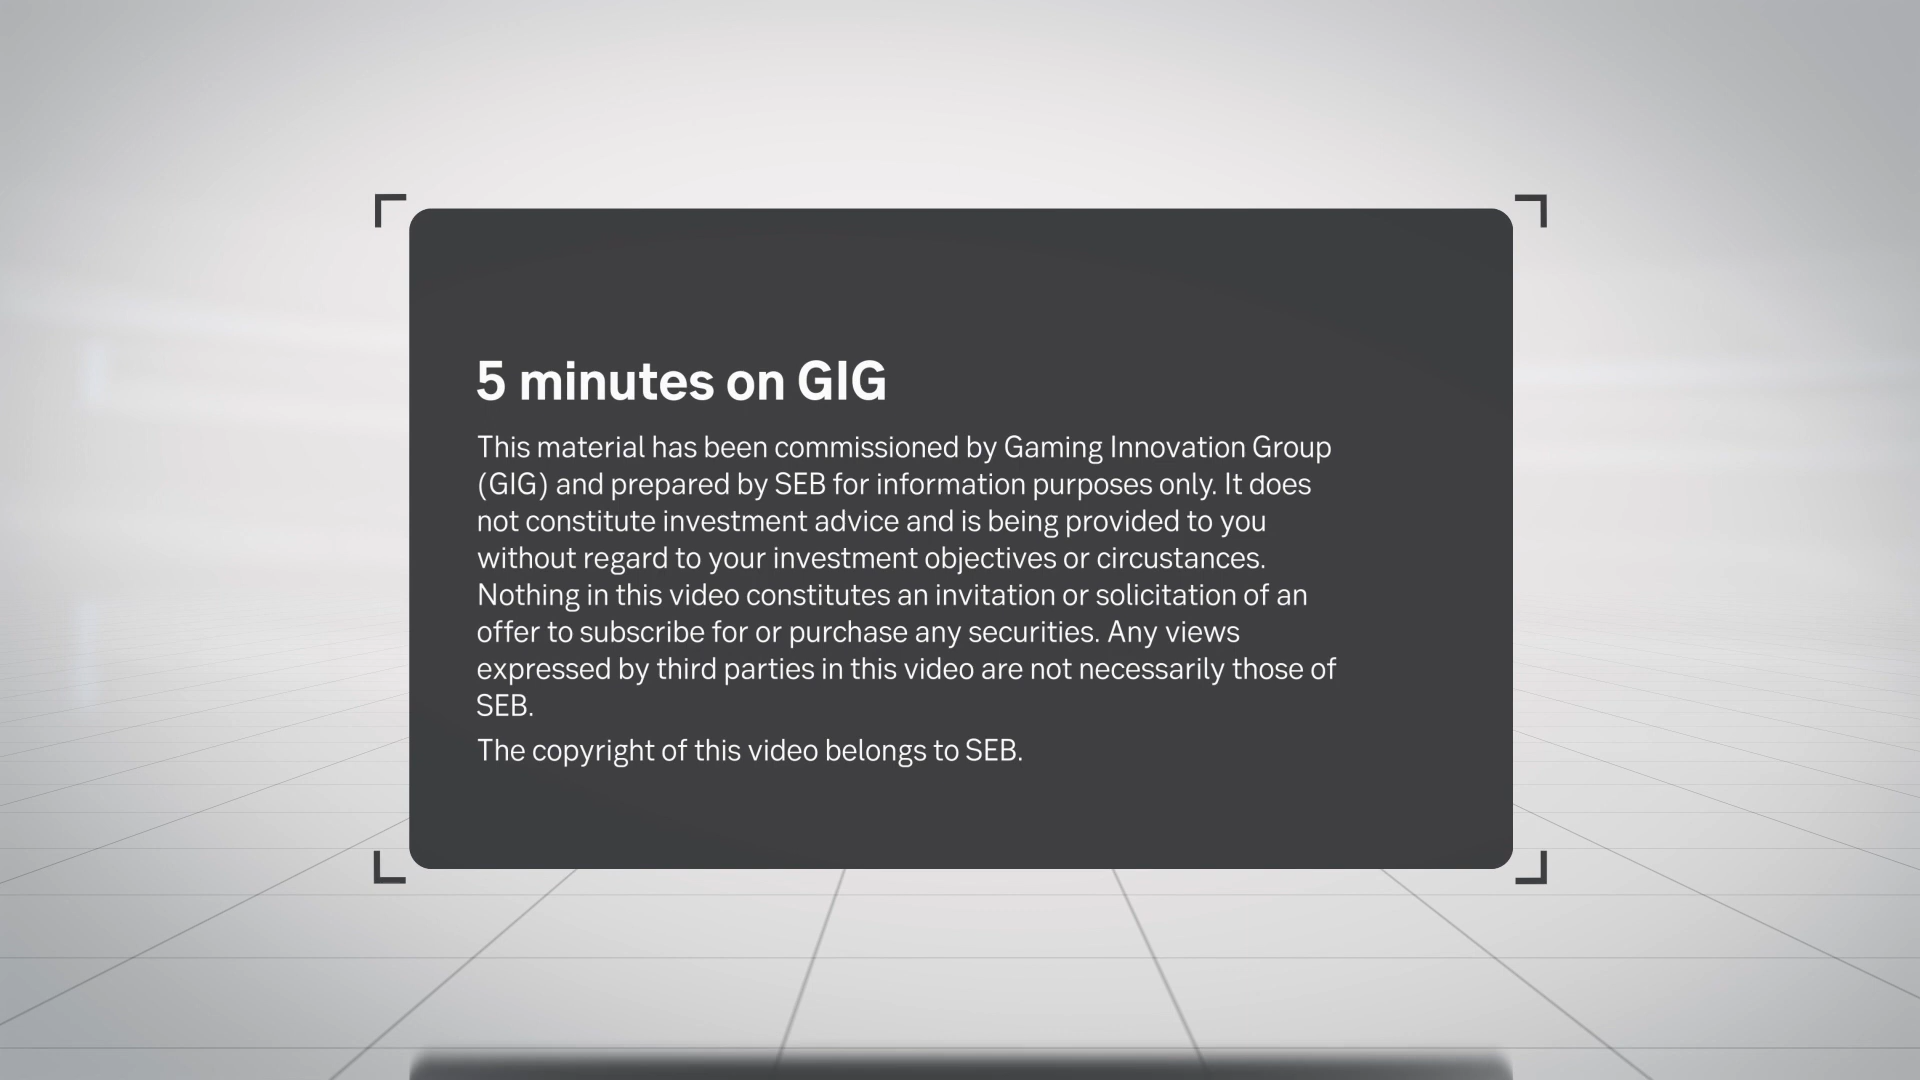 5 minutes on GIG
This material has been commissioned by Gaming Innovation Group
(GIG) and prepared by SEB for information purposes only. It does
not constitute investment advice and is being provided to you
without regard to your investment objectives or circustances.
Nothing in this video constitutes an invitation or solicitation of an
offer to subscribe for or purchase any securities. Any views
expressed by third parties in this video are not necessarily those of
SEB.
The copyright of this video belongs to SEB.